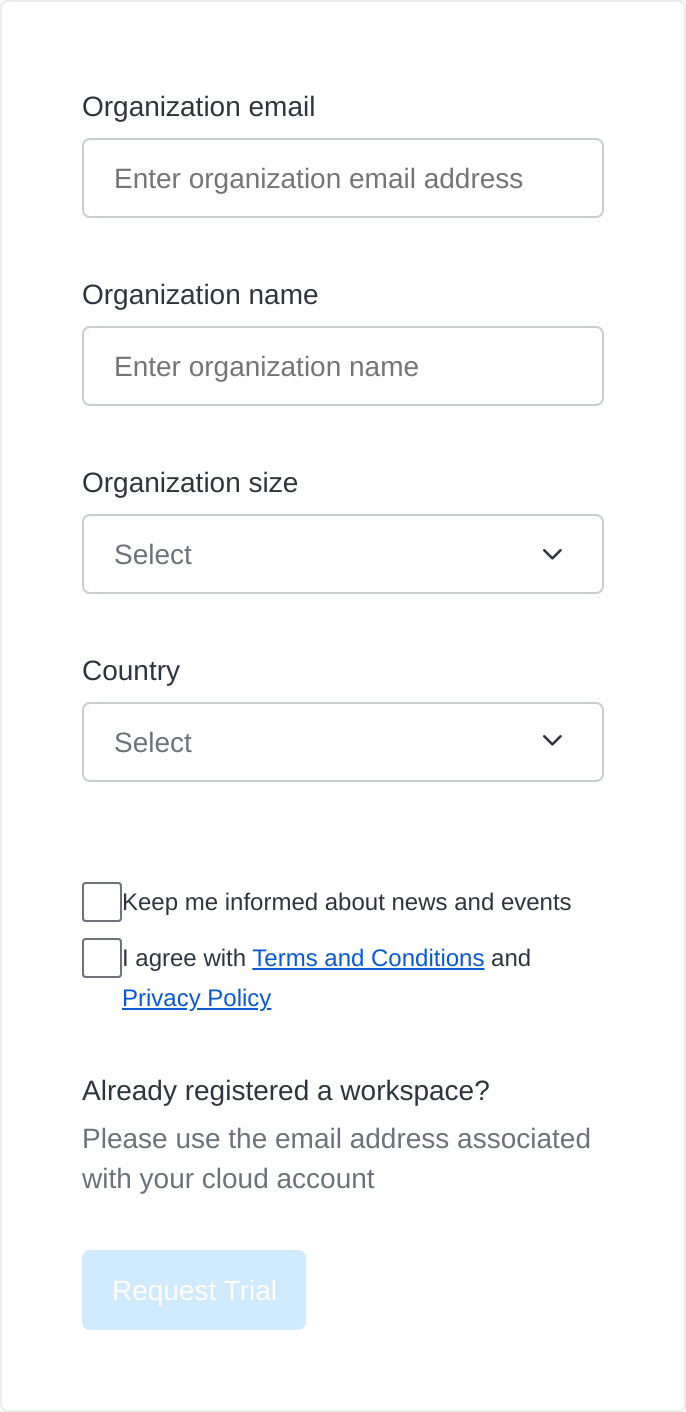 Organization email
Enter organization email address
Organization name
Enter organization name
Organization size
Select
Country
Select
Keep me informed about news and events
I agree with Terms and Conditions and
Privacy Policy
Already registered a workspace?
Please use the email address associated
with your cloud account
Request Trial